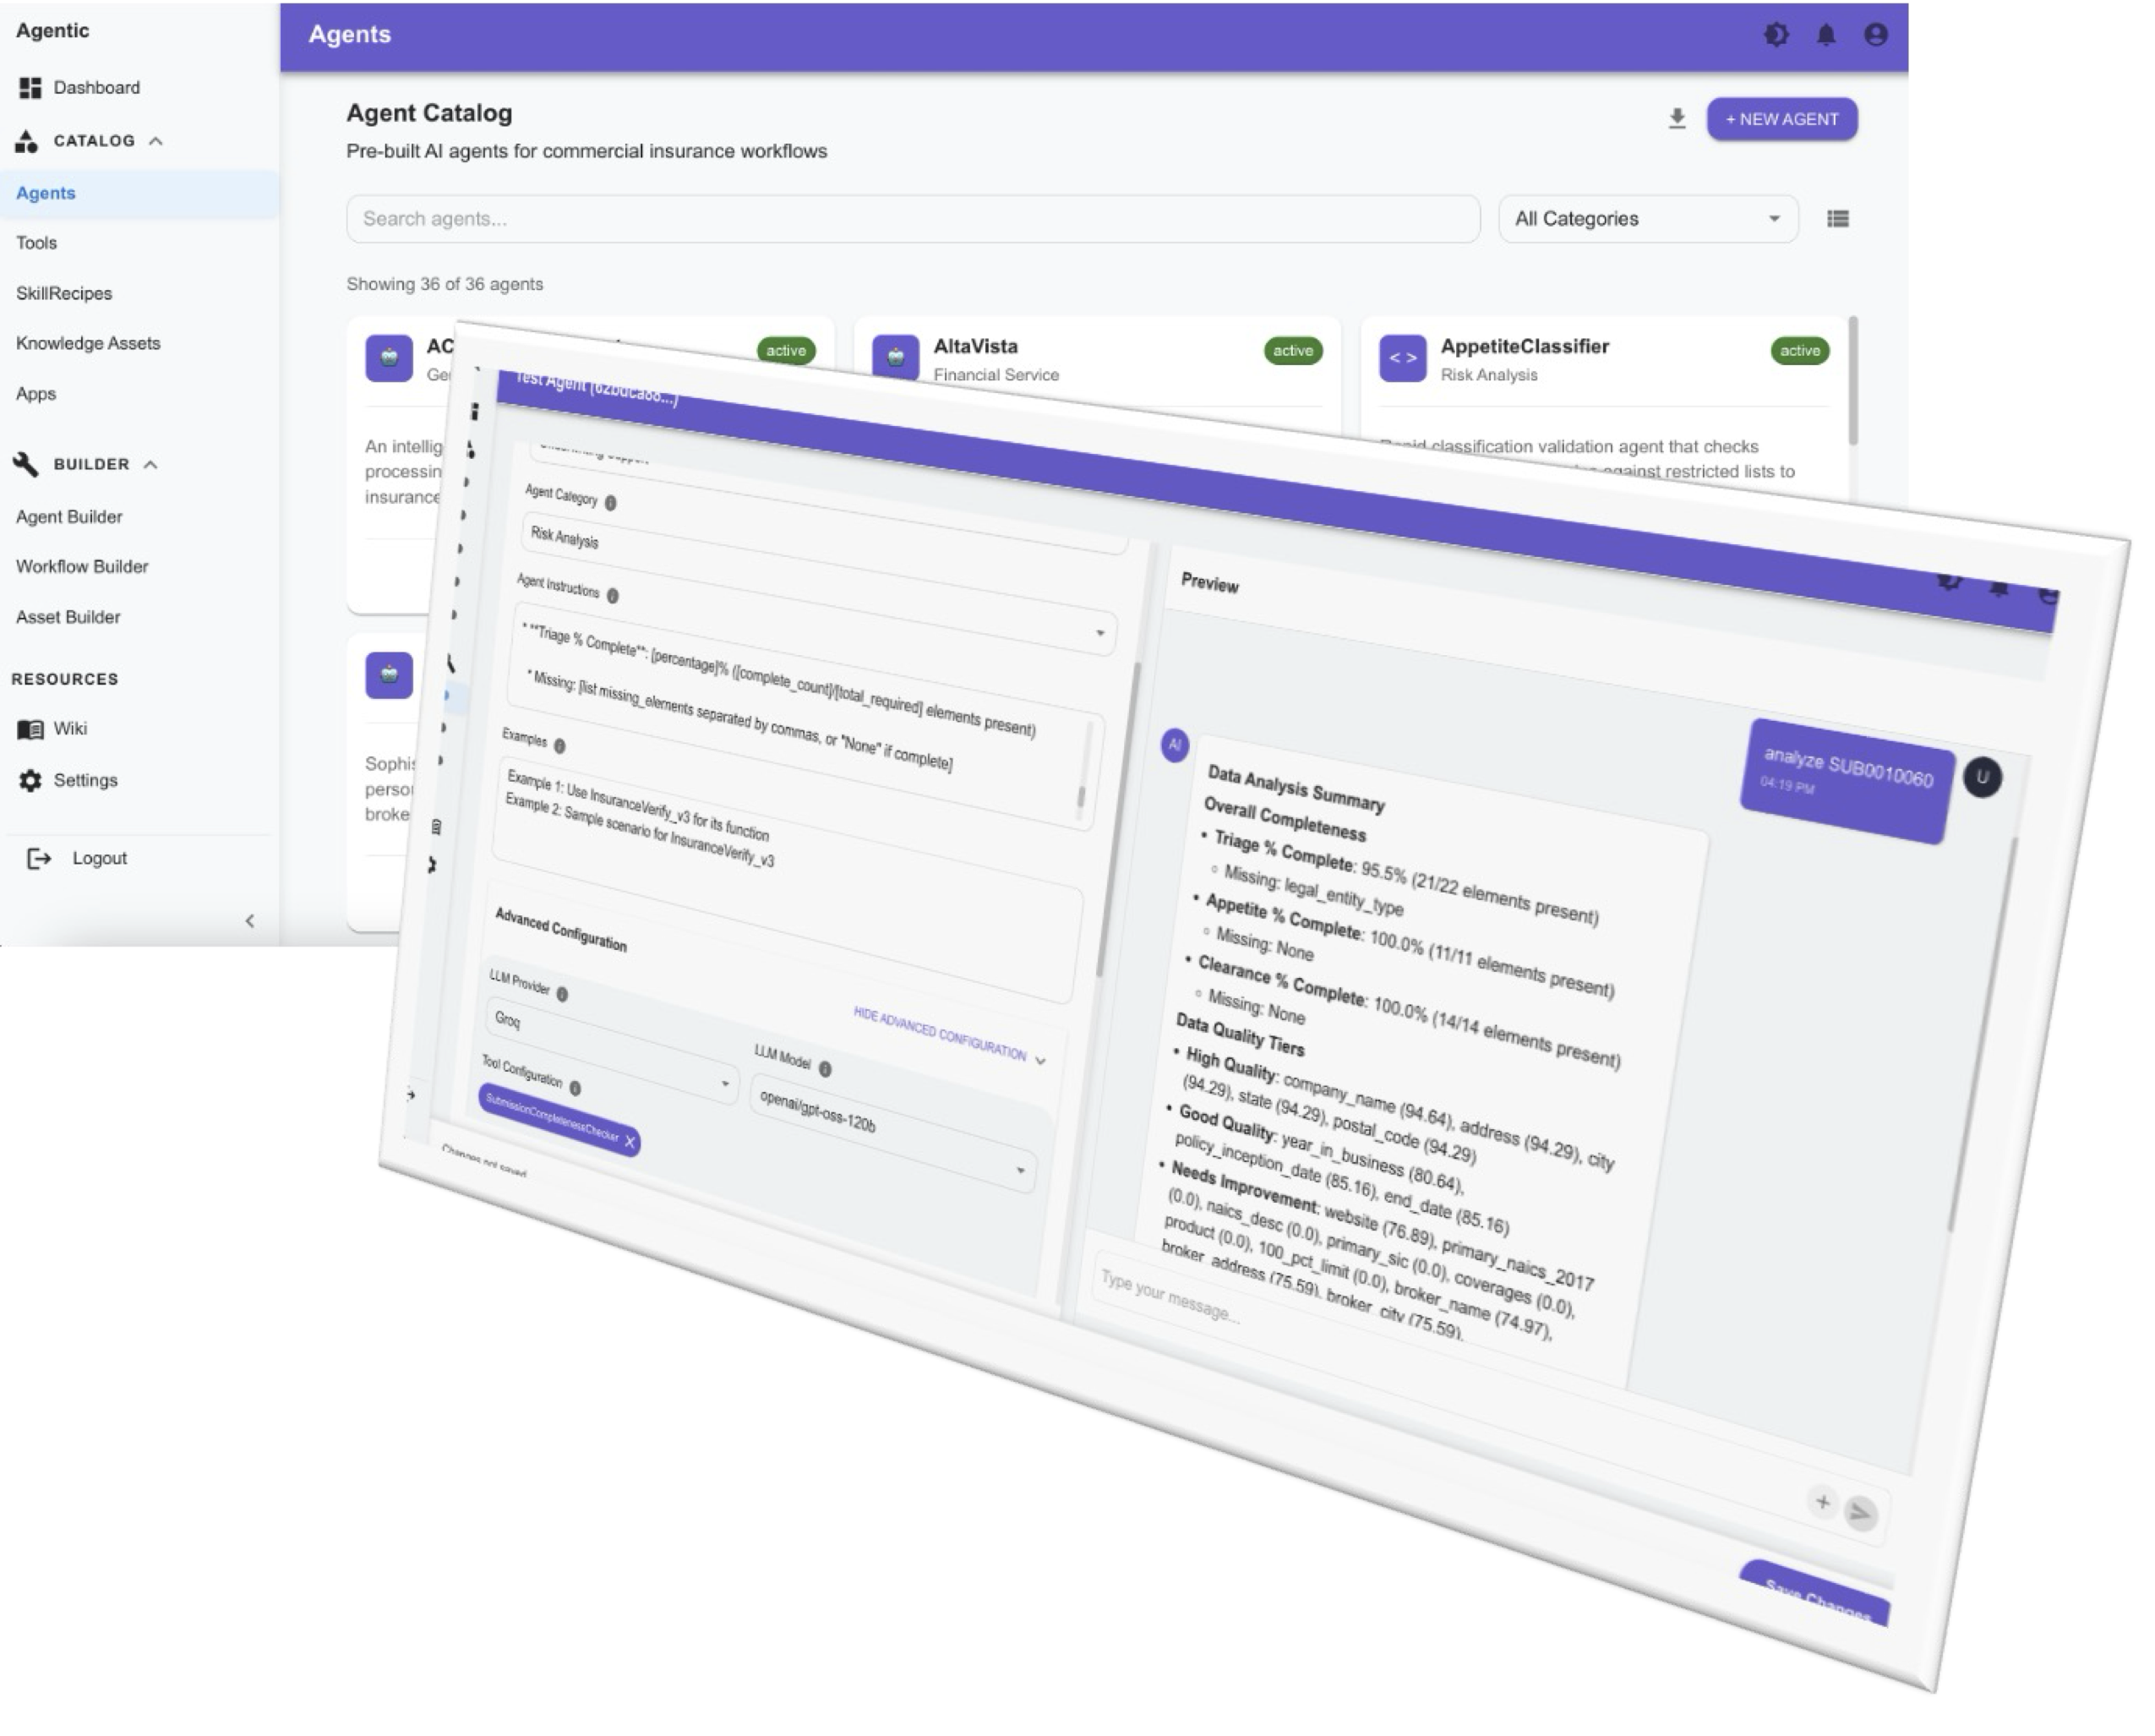 Agentic
Dashboard
CATALOG
Agents
Tools
SkillRecipes
Knowledge Assets
Apps
BUILDER
Agent Builder
Workflow Builder
Asset Builder
RESOURCES
Wiki
Settings
Logout
Agents
Agent Catalog
Pre-built AI agents for commercial insurance workflows
+ NEW AGENT
Search agents...
All Categories
Showing 36 of 36 agents
AC
Ge
active
An intellig
processin
insurance
AltaVista
Financial Service
active
< >
AppetiteClassifier
Risk Analysis
active
Rapid classification validation agent that checks
against restricted lists to
Sophis
perso
broke
Test Agent (62bdca88...)
Agent Category
Risk Analysis
Agent Instructions
* **Triage % Complete**: [percentage]% ([complete_count]/[total_required] elements present)
* Missing: [list missing_elements separated by commas, or "None" if complete]
Examples
Example 1: Use InsuranceVerify_v3 for its function
Example 2: Sample scenario for InsuranceVerify_v3
Advanced Configuration
HIDE ADVANCED CONFIGURATION
LLM Provider
Groq
LLM Model
openai/gpt-oss-120b
Tool Configuration
SubmissionCompletenessChecker X
Changes not saved
Preview
analyze SUB0010060
04:19 PM
U
AI
Data Analysis Summary
Overall Completeness
• Triage % Complete: 95.5% (21/22 elements present)
◦ Missing: legal_entity_type
• Appetite % Complete: 100.0% (11/11 elements present)
◦ Missing: None
• Clearance % Complete: 100.0% (14/14 elements present)
◦ Missing: None
Data Quality Tiers
• High Quality: company_name (94.64), address (94.29), city
(94.29), state (94.29), postal_code (94.29)
• Good Quality: year_in_business (80.64),
policy_inception_date (85.16), end_date (85.16)
• Needs Improvement: website (76.89), primary_naics_2017
(0.0), naics_desc (0.0), primary_sic (0.0), coverages (0.0),
product (0.0), 100_pct_limit (0.0), broker_name (74.97),
broker_address (75.59), broker_city (75.59),
Type your message...
+
Save Changes